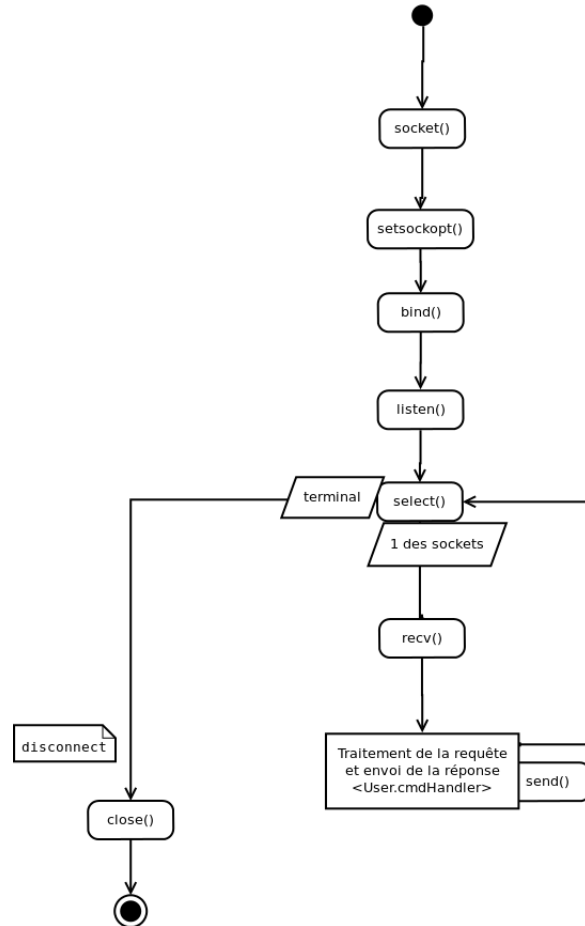 socket()
setsockopt()
bind()
listen()
terminal
select()
1 des sockets
recv()
disconnect
Traitement de la requête
et envoi de la réponse
<User.cmdHandler>
send()
close()